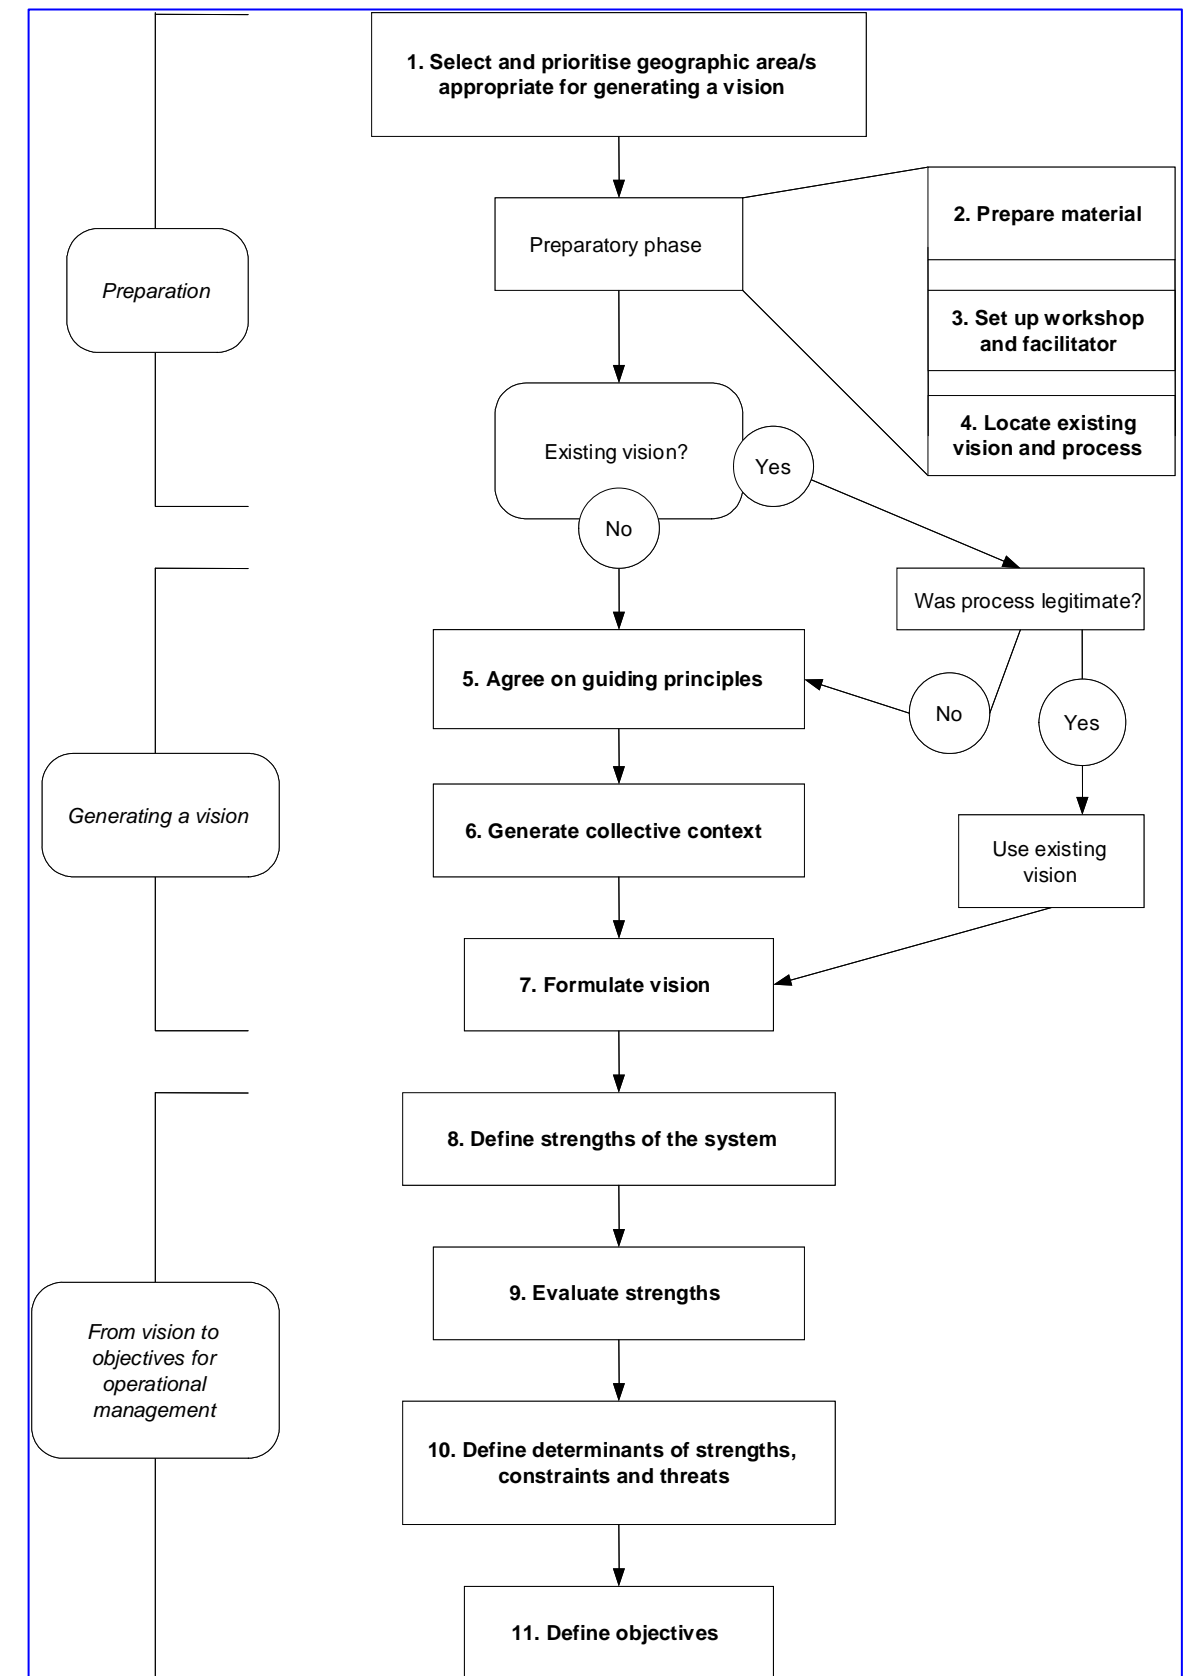 1. Select and prioritise geographic area/s
appropriate for generating a vision
Preparatory phase
2. Prepare material
3. Set up workshop
and facilitator
4. Locate existing
vision and process
Preparation
Existing vision?
Yes
No
Was process legitimate?
5. Agree on guiding principles
No
Yes
Generating a vision
6. Generate collective context
Use existing
vision
7. Formulate vision
8. Define strengths of the system
9. Evaluate strengths
From vision to
objectives for
operational
management
10. Define determinants of strengths,
constraints and threats
11. Define objectives